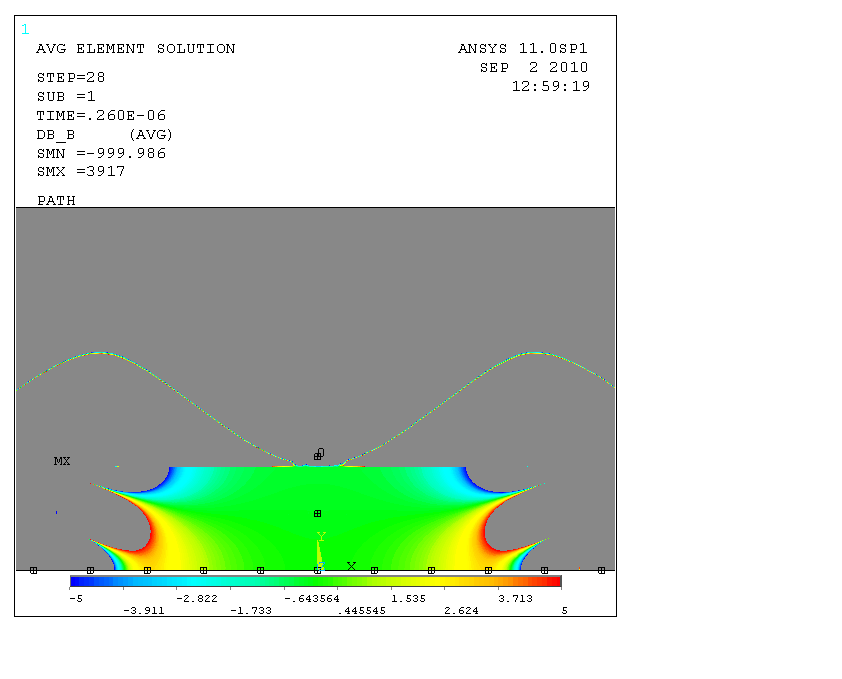 1
AVG ELEMENT SOLUTION
ANSYS 11.0SP1
SEP 2 2010
12:59:19
STEP=28
SUB =1
TIME=.260E-06
DB_B (AVG)
SMN =-999.986
SMX =3917
PATH
O
MX
Y
X
-5 -2.822 -.643564 1.535 3.713
-3.911 -1.733 .445545 2.624 5